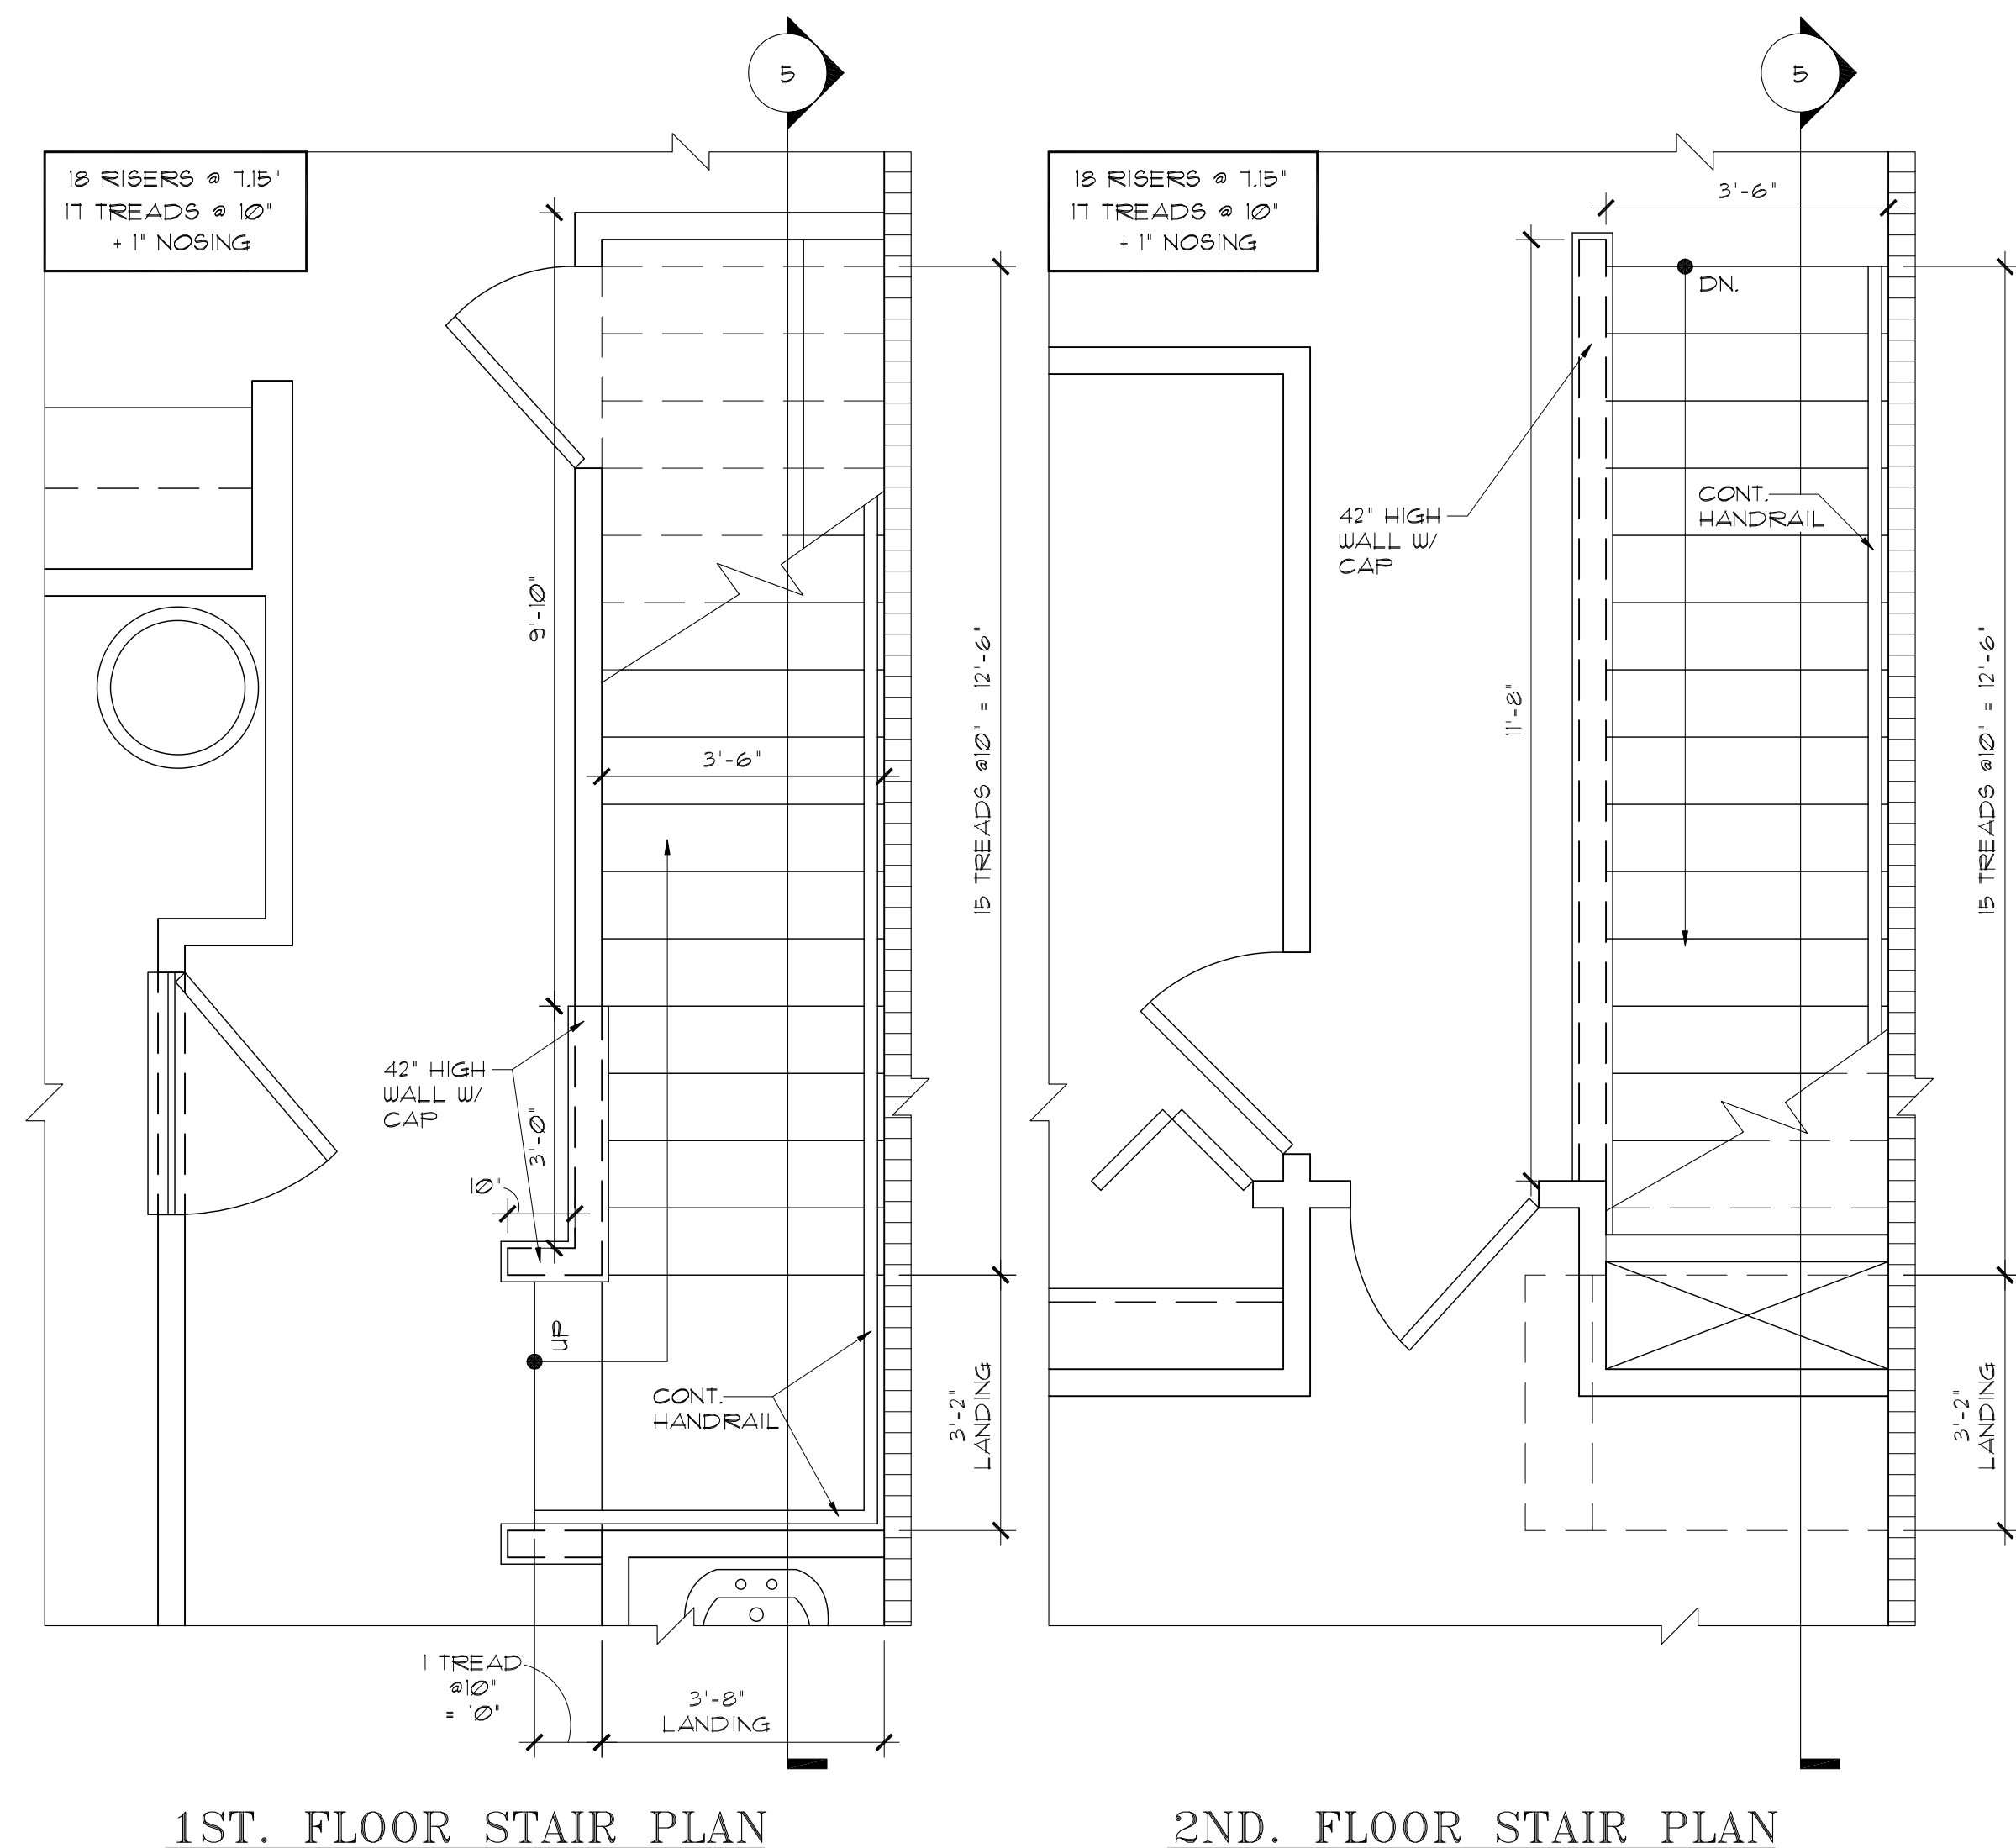 5
18 RISERS @ 7.15"
17 TREADS @ 10"
+ 1" NOSING
9'-10"
3'-6"
15 TREADS @10" = 12'-6"
42" HIGH
WALL W/
CAP
3'-0"
10"
UP
CONT.
HANDRAIL
3'-2"
LANDING
1 TREAD
@10"
= 10"
3'-8"
LANDING
1ST. FLOOR STAIR PLAN
5
18 RISERS @ 7.15"
17 TREADS @ 10"
+ 1" NOSING
3'-6"
DN.
CONT.
HANDRAIL
42" HIGH
WALL W/
CAP
11'-8"
15 TREADS @10" = 12'-6"
3'-2"
LANDING
2ND. FLOOR STAIR PLAN